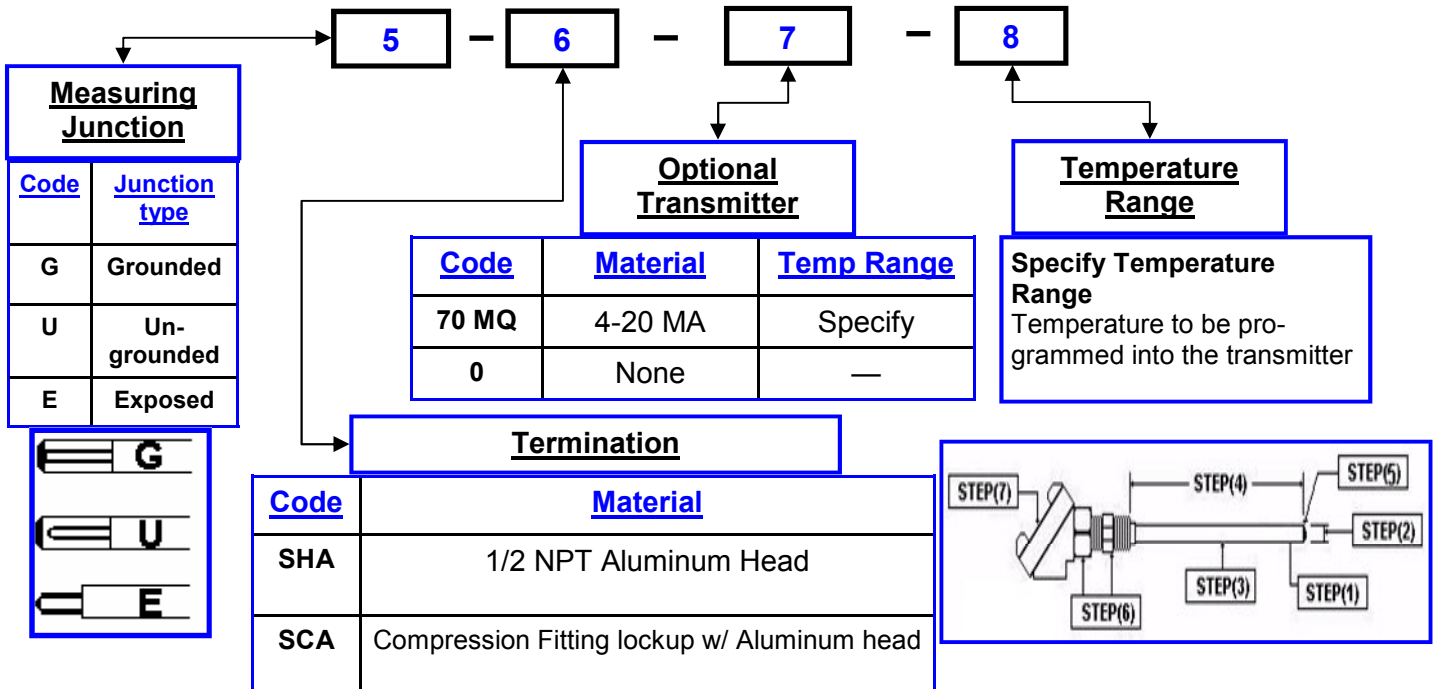 5 – 6 – 7 – 8
Measuring
Junction
Code Junction
type
G Grounded
U Un-
grounded
E Exposed
G
U
E
Optional
Transmitter
Code Material Temp Range
70 MQ 4-20 MA Specify
0 None —
Temperature
Range
Specify Temperature
Range
Temperature to be pro-
grammed into the transmitter
Termination
Code Material
SHA 1/2 NPT Aluminum Head
SCA Compression Fitting lockup w/ Aluminum head
STEP(7)
STEP(4)
STEP(5)
STEP(2)
STEP(3)
STEP(1)
STEP(6)